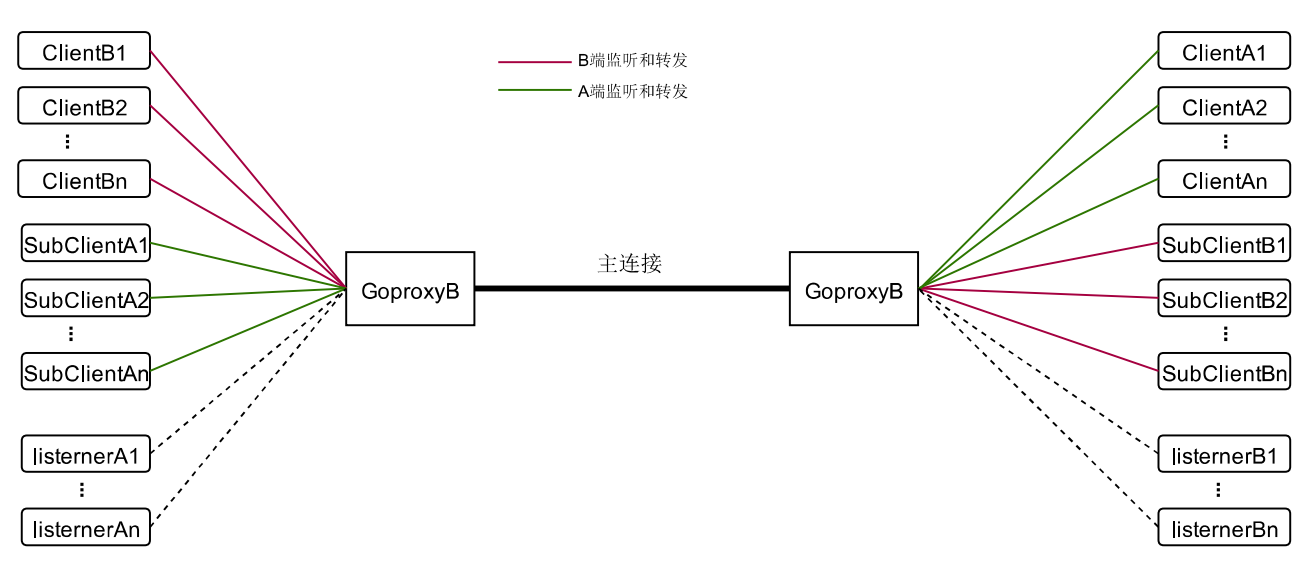 ClientB1
ClientB2
ClientBn
SubClientA1
SubClientA2
SubClientAn
listernerA1
listernerAn
B端监听和转发
A端监听和转发
GoproxyB
主连接
GoproxyB
ClientA1
ClientA2
ClientAn
SubClientB1
SubClientB2
SubClientBn
listernerB1
listernerBn